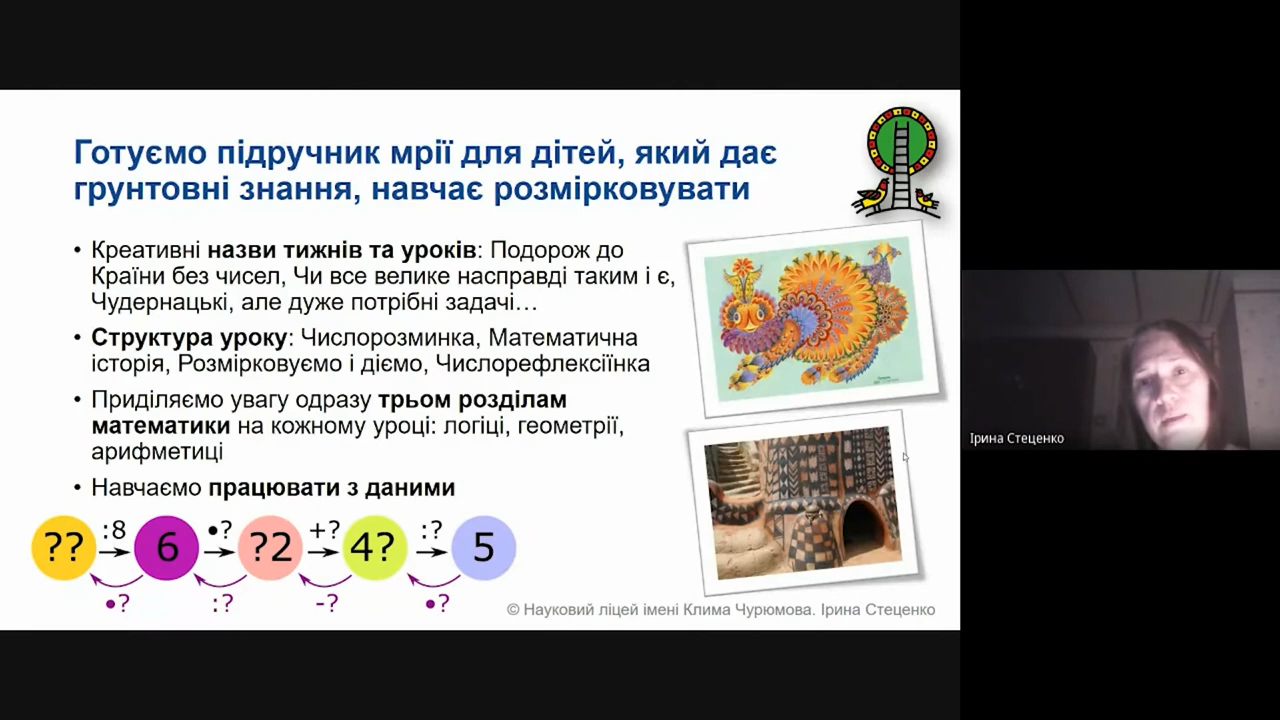 Готуємо підручник мрії для дітей, який дає
грунтовні знання, навчає розмірковувати
• Креативні назви тижнів та уроків: Подорож до
Країни без чисел, Чи все велике насправді таким і є,
Чудернацькі, але дуже потрібні задачі…
• Структура уроку: Числорозминка, Математична
історія, Розмірковуємо і діємо, Числорефлексіїнка
• Приділяємо увагу одразу трьом розділам
математики на кожному уроці: логіці, геометрії,
арифметиці
• Навчаємо працювати з даними
:8 •? +? :?
?? 6 ?2 4? 5
•? :? -? •?
© Науковий ліцей імені Клима Чурюмова. Ірина Стеценко
Ірина Стеценко